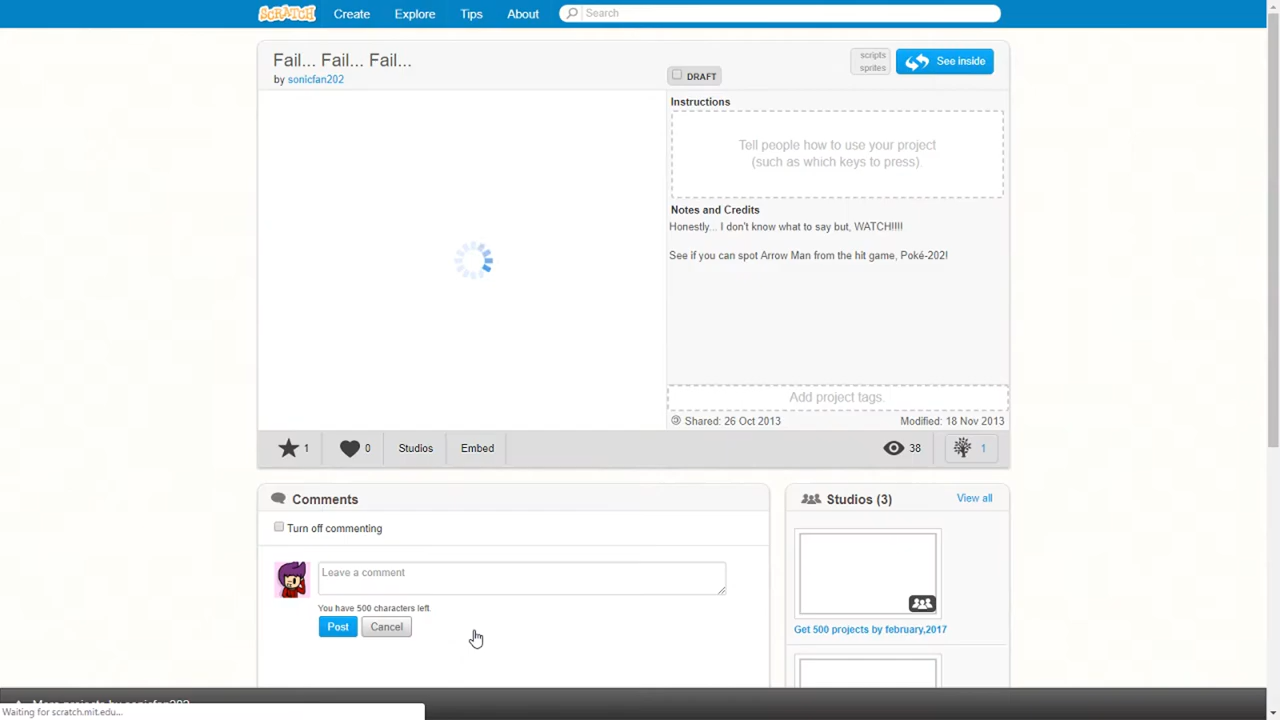 SCRATCH Create Explore Tips About Search
Fail... Fail... Fail...
by sonicfan202
DRAFT
scripts
sprites
See inside
Instructions
Tell people how to use your project
(such as which keys to press).
Notes and Credits
Honestly... I don't know what to say but, WATCH!!!!
See if you can spot Arrow Man from the hit game, Poké-202!
Add project tags.
Shared: 26 Oct 2013 Modified: 18 Nov 2013
1 0 Studios Embed 38 1
Comments
Turn off commenting
Leave a comment
You have 500 characters left.
Post Cancel
Studios (3) View all
Get 500 projects by february,2017
More projects by sonicfan202
Waiting for scratch.mit.edu...